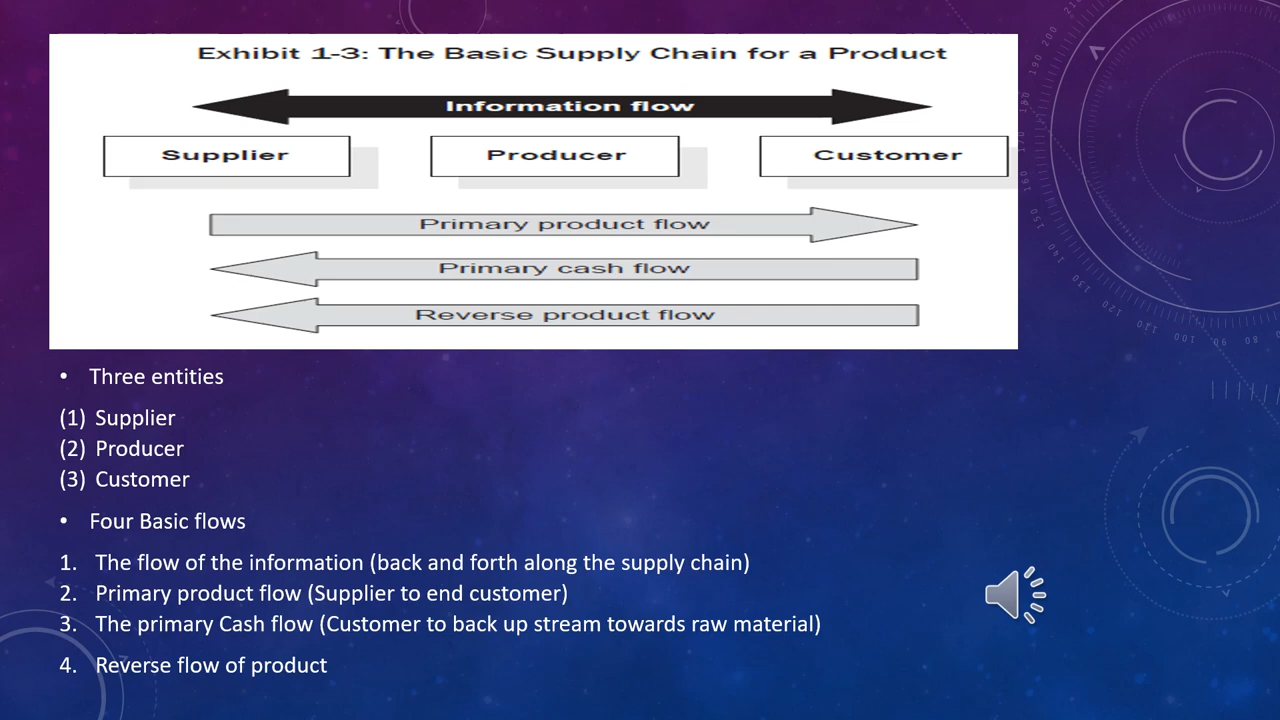 Exhibit 1-3: The Basic Supply Chain for a Product
Information flow
Supplier
Producer
Customer
Primary product flow
Primary cash flow
Reverse product flow
• Three entities
(1) Supplier
(2) Producer
(3) Customer
• Four Basic flows
1. The flow of the information (back and forth along the supply chain)
2. Primary product flow (Supplier to end customer)
3. The primary Cash flow (Customer to back up stream towards raw material)
4. Reverse flow of product